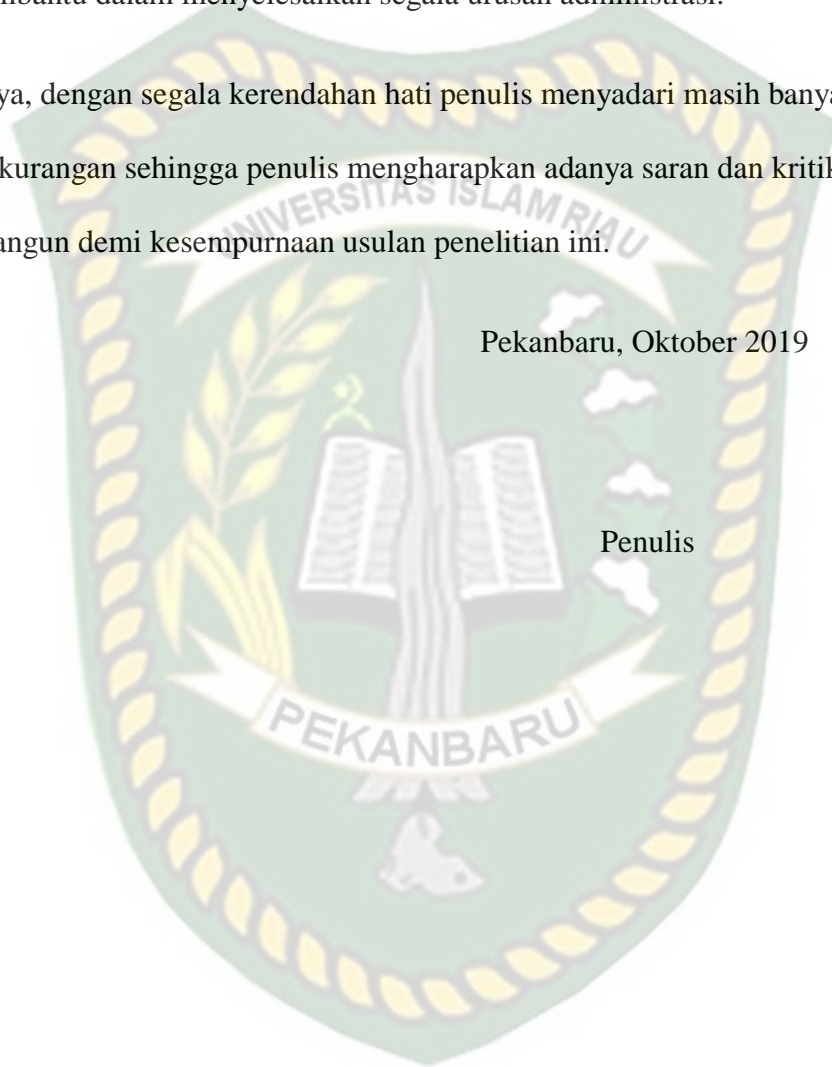 mbantu dalam menyelesaikan segala urusan administrasi.
ya, dengan segala kerendahan hati penulis menyadari masih banya
kurangan sehingga penulis mengharapkan adanya saran dan kritik
angun demi kesempurnaan usulan penelitian ini.
UNIVERSITAS ISLAM RIAU
Pekanbaru, Oktober 2019
Penulis
PEKANBARU